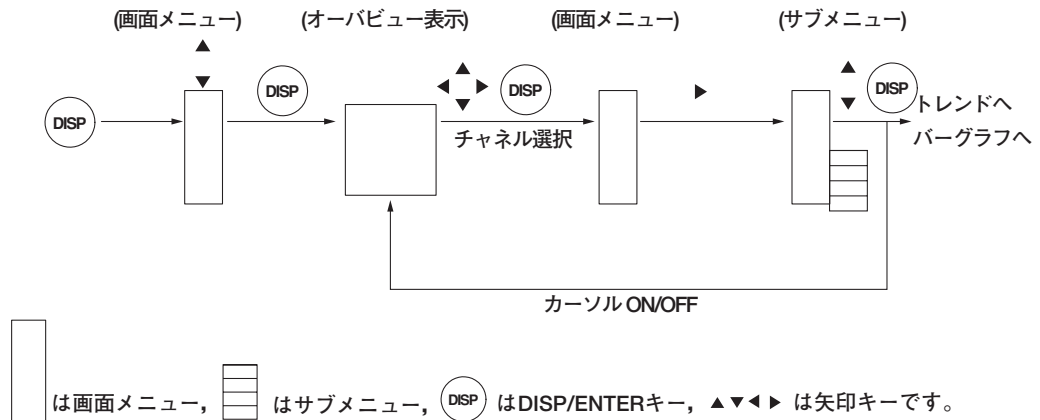 (画面メニュー) (オーバビュー表示) (画面メニュー) (サブメニュー)
▲ ▼ DISP ▲ ◀ ▶ ▼ DISP ▶ ▲ ▼ DISP
DISP
チャネル選択
トレンドへ
バーグラフへ
カーソル ON/OFF
は画面メニュー, はサブメニュー, DISP はDISP/ENTERキー, ▲▼◀ ▶ は矢印キーです。